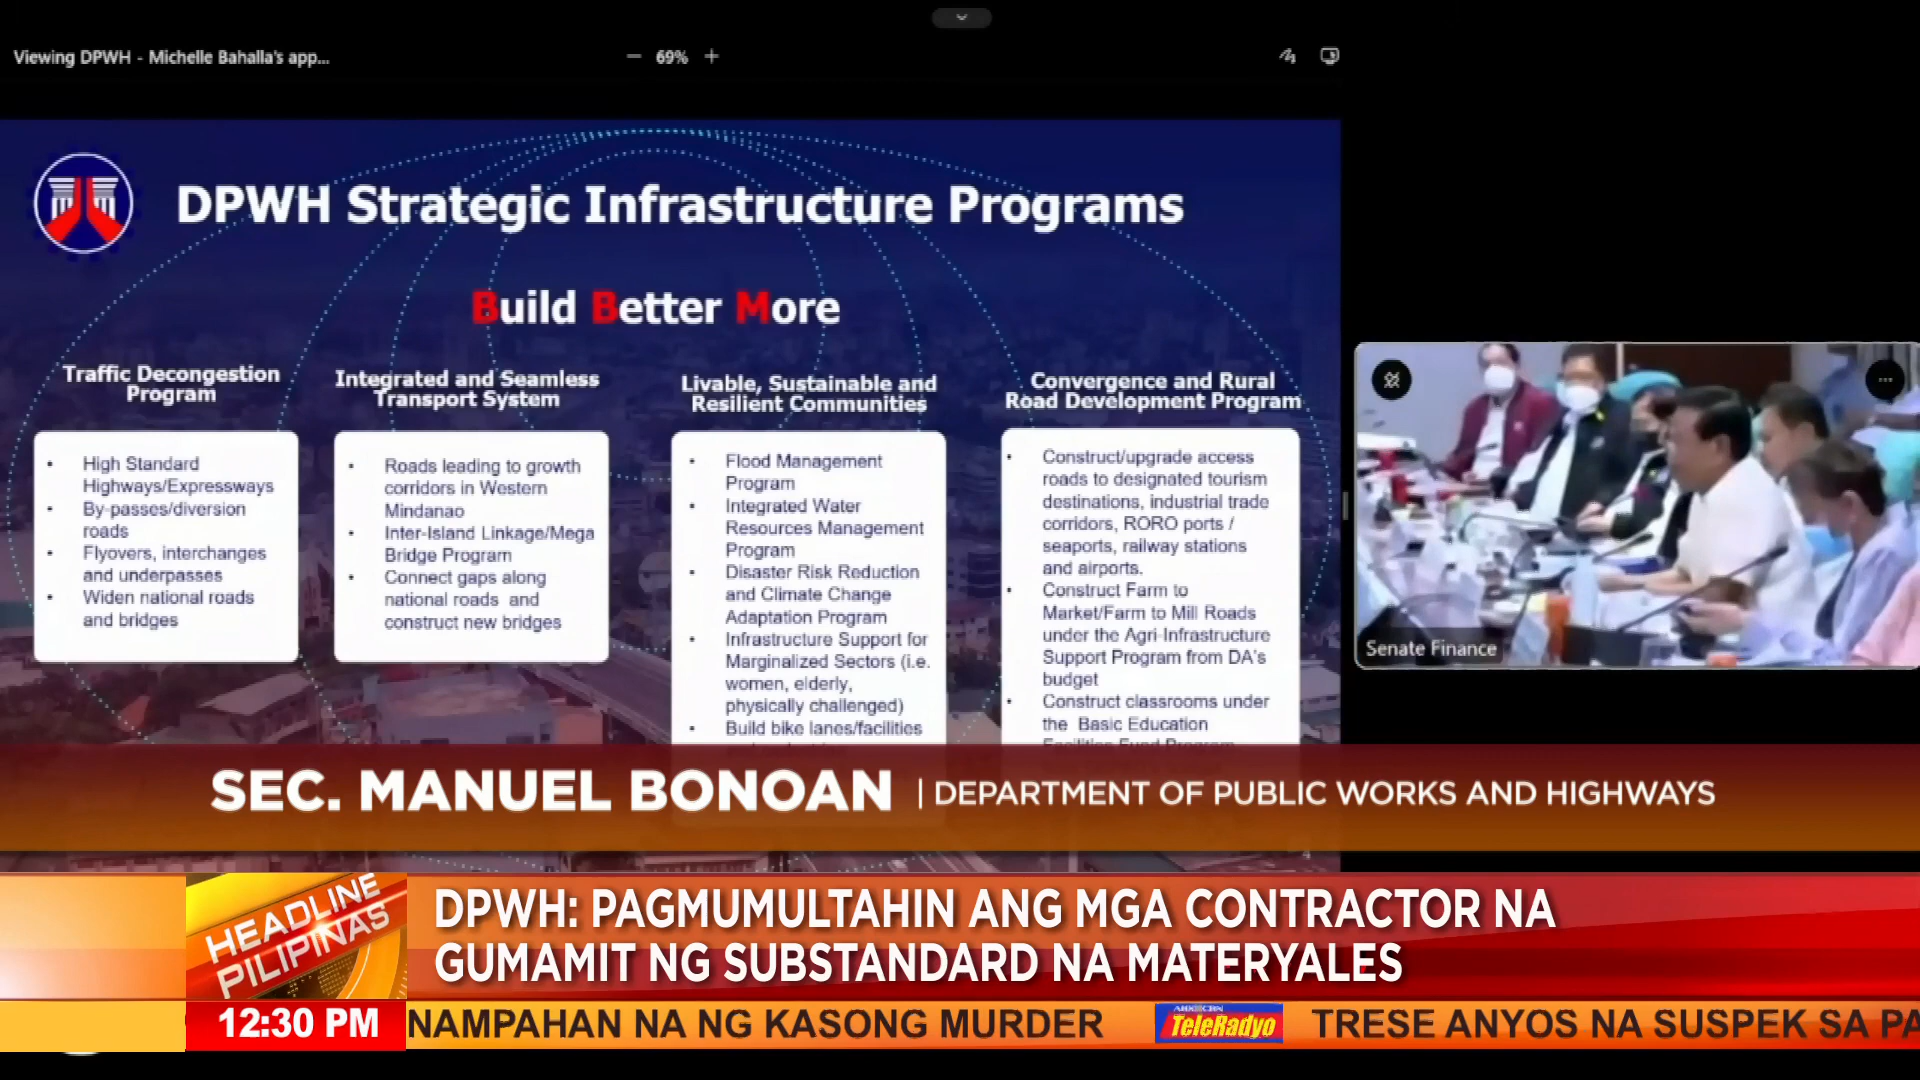 Viewing DPWH - Michelle Bahalla's app...
69%
DPWH Strategic Infrastructure Programs
Build Better More
Traffic Decongestion
Program
• High Standard
Highways/Expressways
• By-passes/diversion
roads
• Flyovers, interchanges
and underpasses
• Widen national roads
and bridges
Integrated and Seamless
Transport System
• Roads leading to growth
corridors in Western
Mindanao
• Inter-Island Linkage/Mega
Bridge Program
• Connect gaps along
national roads and
construct new bridges
Livable, Sustainable and
Resilient Communities
• Flood Management
Program
• Integrated Water
Resources Management
Program
• Disaster Risk Reduction
and Climate Change
Adaptation Program
• Infrastructure Support for
Marginalized Sectors (i.e.
women, elderly,
physically challenged)
• Build bike lanes/facilities
Convergence and Rural
Road Development Program
• Construct/upgrade access
roads to designated tourism
destinations, industrial trade
corridors, RORO ports /
seaports, railway stations
and airports.
• Construct Farm to
Market/Farm to Mill Roads
under the Agri-Infrastructure
Support Program from DA's
budget
• Construct classrooms under
the Basic Education
Facilities Fund Program
Senate Finance
SEC. MANUEL BONOAN | DEPARTMENT OF PUBLIC WORKS AND HIGHWAYS
HEADLINE
PILIPINAS
DPWH: PAGMUMULTAHIN ANG MGA CONTRACTOR NA
GUMAMIT NG SUBSTANDARD NA MATERYALES
12:30 PM
NAMPAHAN NA NG KASONG MURDER
ABS-CBN
TeleRadyo
TRESE ANYOS NA SUSPEK SA PA